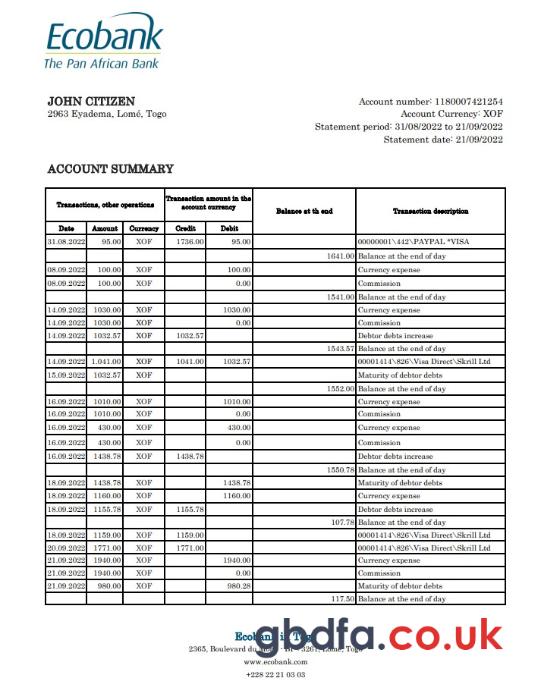 Ecobank
The Pan African Bank
JOHN CITIZEN
2963 Eyadema, Lomé, Togo
Account number: 1180007421254
Account Currency: XOF
Statement period: 31/08/2022 to 21/09/2022
Statement date: 21/09/2022
ACCOUNT SUMMARY
Transactions, other operations Transaction amount in the account currency Balance at th end Transaction description
Date Amount Currency Credit Debit
31.08.2022 95.00 XOF 1736.00 95.00 00000001\442\PAYPAL *VISA
1641.00 Balance at the end of day
08.09.2022 100.00 XOF 100.00 Currency expense
08.09.2022 100.00 XOF 0.00 Commission
1541.00 Balance at the end of day
14.09.2022 1030.00 XOF 1030.00 Currency expense
14.09.2022 1030.00 XOF 0.00 Commission
14.09.2022 1032.57 XOF 1032.57 Debtor debts increase
1543.57 Balance at the end of day
14.09.2022 1.041.00 XOF 1041.00 1032.57 00001414\826\Visa Direct\Skrill Ltd
15.09.2022 1032.57 XOF Maturity of debtor debts
1552.00 Balance at the end of day
16.09.2022 1010.00 XOF 1010.00 Currency expense
16.09.2022 1010.00 XOF 0.00 Commission
16.09.2022 430.00 XOF 430.00 Currency expense
16.09.2022 430.00 XOF 0.00 Commission
16.09.2022 1438.78 XOF 1438.78 Debtor debts increase
1550.78 Balance at the end of day
18.09.2022 1438.78 XOF 1438.78 Maturity of debtor debts
18.09.2022 1160.00 XOF 1160.00 Currency expense
18.09.2022 1155.78 XOF 1155.78 Debtor debts increase
107.78 Balance at the end of day
18.09.2022 1159.00 XOF 1159.00 00001414\826\Visa Direct\Skrill Ltd
20.09.2022 1771.00 XOF 1771.00 00001414\826\Visa Direct\Skrill Ltd
21.09.2022 1940.00 XOF 1940.00 Currency expense
21.09.2022 1940.00 XOF 0.00 Commission
21.09.2022 980.00 XOF 980.28 Maturity of debtor debts
117.50 Balance at the end of day
Ecobank in Togo
gbdfa.co.uk
2365, Boulevard du 3261, Lomé, Togo
www.ecobank.com
+228 22 21 03 03